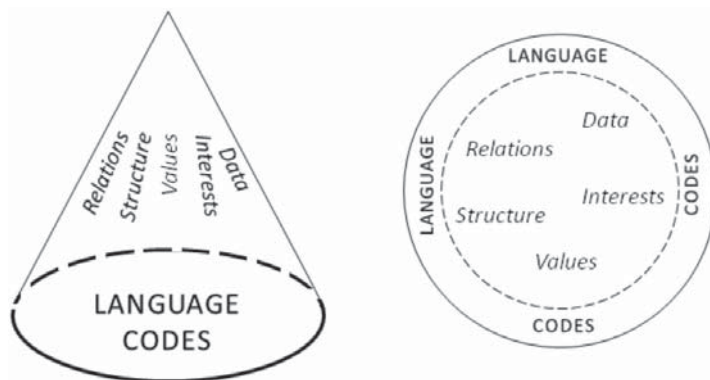 Relations
Structure
Values
Interests
Data
LANGUAGE
CODES
LANGUAGE
LANGUAGE
Data
Relations
Interests
CODES
Structure
Values
CODES